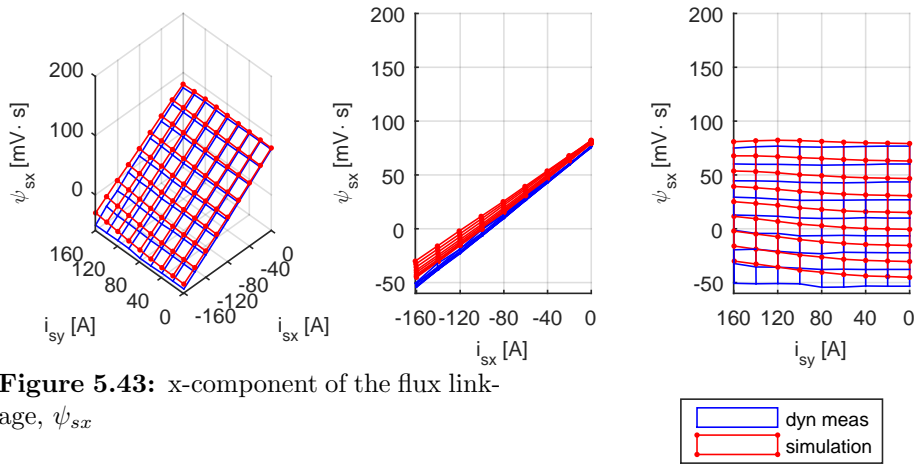 200
100
0
ψsx [mV· s]
160
120
80
40
0
isy [A]
0
-40
-80
-120
-160
isx [A]
200
150
100
50
0
-50
ψsx [mV· s]
-160 -120 -80 -40 0
isx [A]
200
150
100
50
0
-50
ψsx [mV· s]
160 120 80 40 0
isy [A]
Figure 5.43: x-component of the flux link-
age, ψsx
dyn meas
simulation